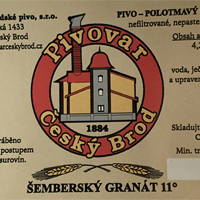 dské pivo, s.r.o.
ká 1433
ký Brod
arceskybrod.cz
PIVO – POLOTMAVÝ
nefiltrované, nepaste
Obsah a
4,
Pivovar
Český Brod
1884
voda, ječ
a upraven
ráběno
postupem
surovin.
Skladujt
C
Min. tr
ŠEMBERSKÝ GRANÁT 11°